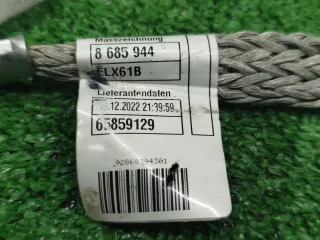 Masszeichnung
8 685 944
ELX61B
Lieferantendaten
.12.2022 21:39:59
65859129